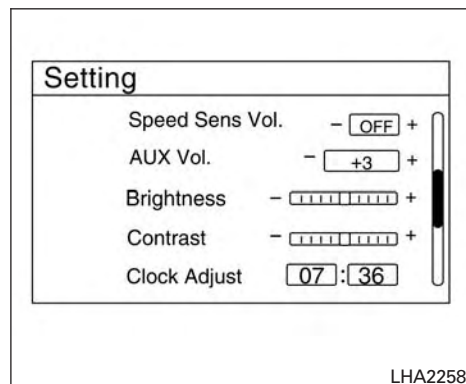 Setting
Speed Sens Vol. - OFF +
AUX Vol. - +3 +
Brightness - +
Contrast - +
Clock Adjust 07 : 36
LHA2258